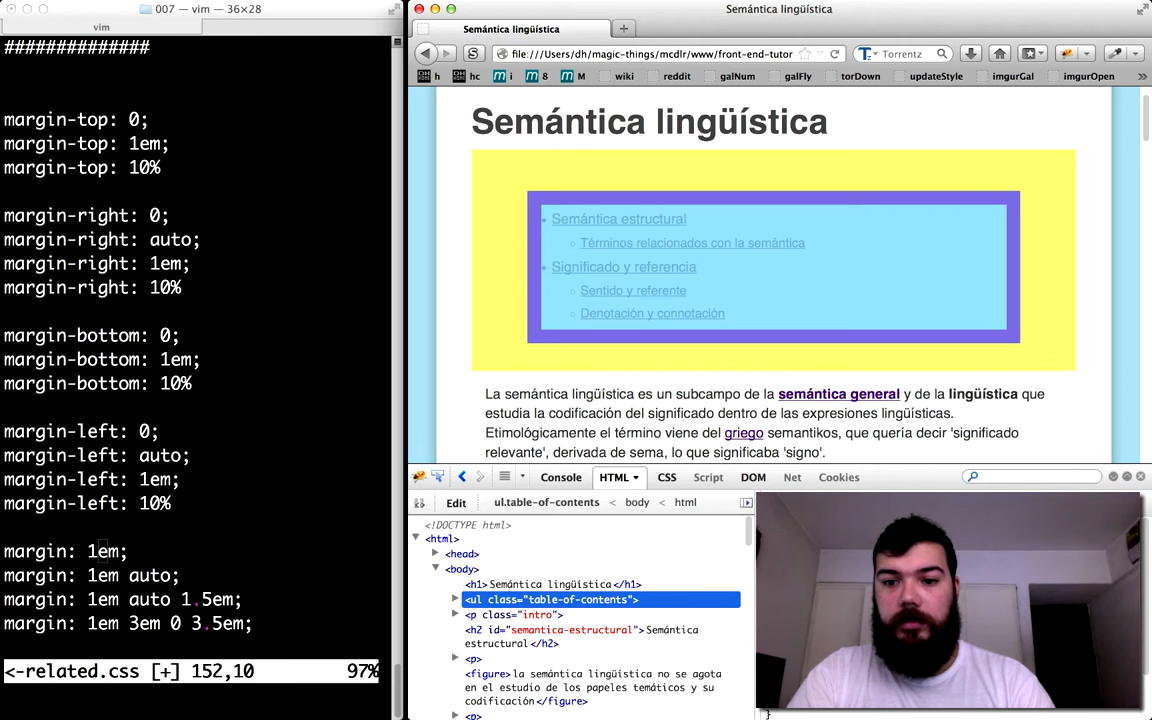 007 — vim — 36×28
vim
##############
margin-top: 0;
margin-top: 1em;
margin-top: 10%
margin-right: 0;
margin-right: auto;
margin-right: 1em;
margin-right: 10%
margin-bottom: 0;
margin-bottom: 1em;
margin-bottom: 10%
margin-left: 0;
margin-left: auto;
margin-left: 1em;
margin-left: 10%
margin: 1em;
margin: 1em auto;
margin: 1em auto 1.5em;
margin: 1em 3em 0 3.5em;
<-related.css [+] 152,10 97%
Semántica lingüística
Semántica lingüística
file:///Users/dh/magic-things/mcdlr/www/front-end-tutor
Torrentz
h hc i 8 M wiki reddit galNum galFly torDown updateStyle imgurGal imgurOpen »
Semántica lingüística
• Semántica estructural
◦ Términos relacionados con la semántica
• Significado y referencia
◦ Sentido y referente
◦ Denotación y connotación
La semántica lingüística es un subcampo de la semántica general y de la lingüística que
estudia la codificación del significado dentro de las expresiones lingüísticas.
Etimológicamente el término viene del griego semantikos, que quería decir 'significado
relevante', derivada de sema, lo que significaba 'signo'.
Console HTML CSS Script DOM Net Cookies
Edit ul.table-of-contents < body < html
<!DOCTYPE html>
<html>
<head>
<body>
<h1>Semántica lingüística</h1>
<ul class="table-of-contents">
<p class="intro">
<h2 id="semantica-estructural">Semántica
estructural</h2>
<p>
<figure>la semántica lingüística no se agota
en el estudio de los papeles temáticos y su
codificación</figure>
<p>
}